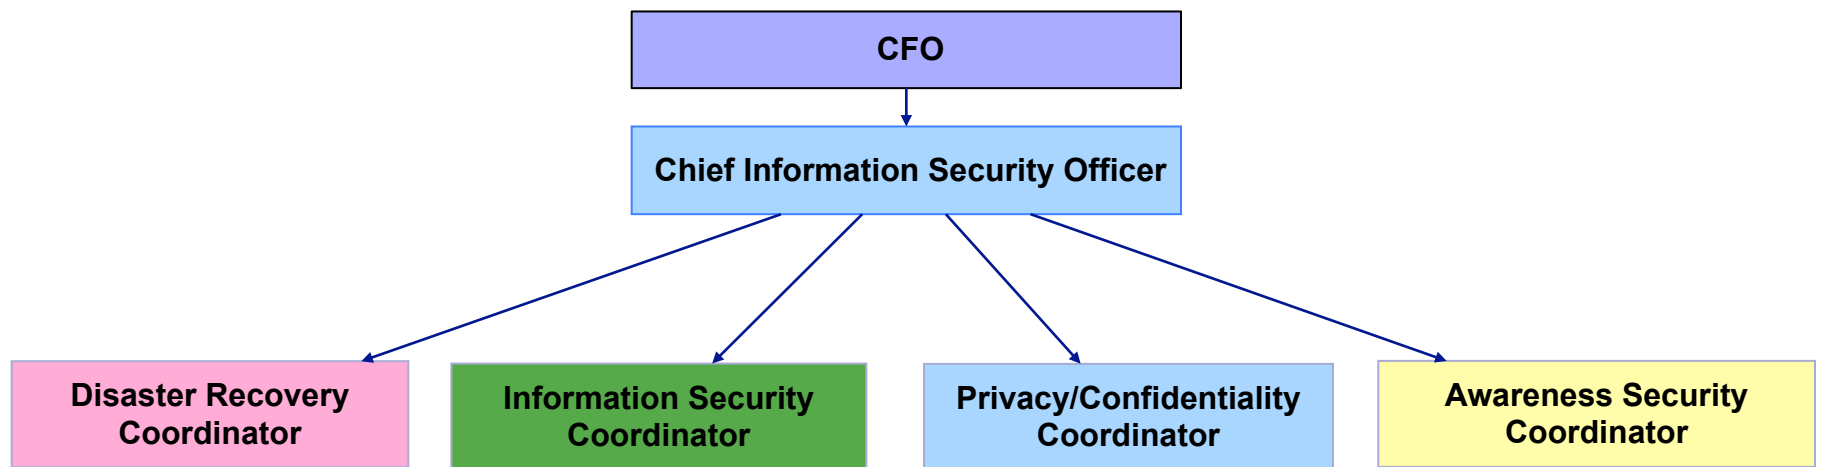 CFO
Chief Information Security Officer
Disaster Recovery
Coordinator
Information Security
Coordinator
Privacy/Confidentiality
Coordinator
Awareness Security
Coordinator